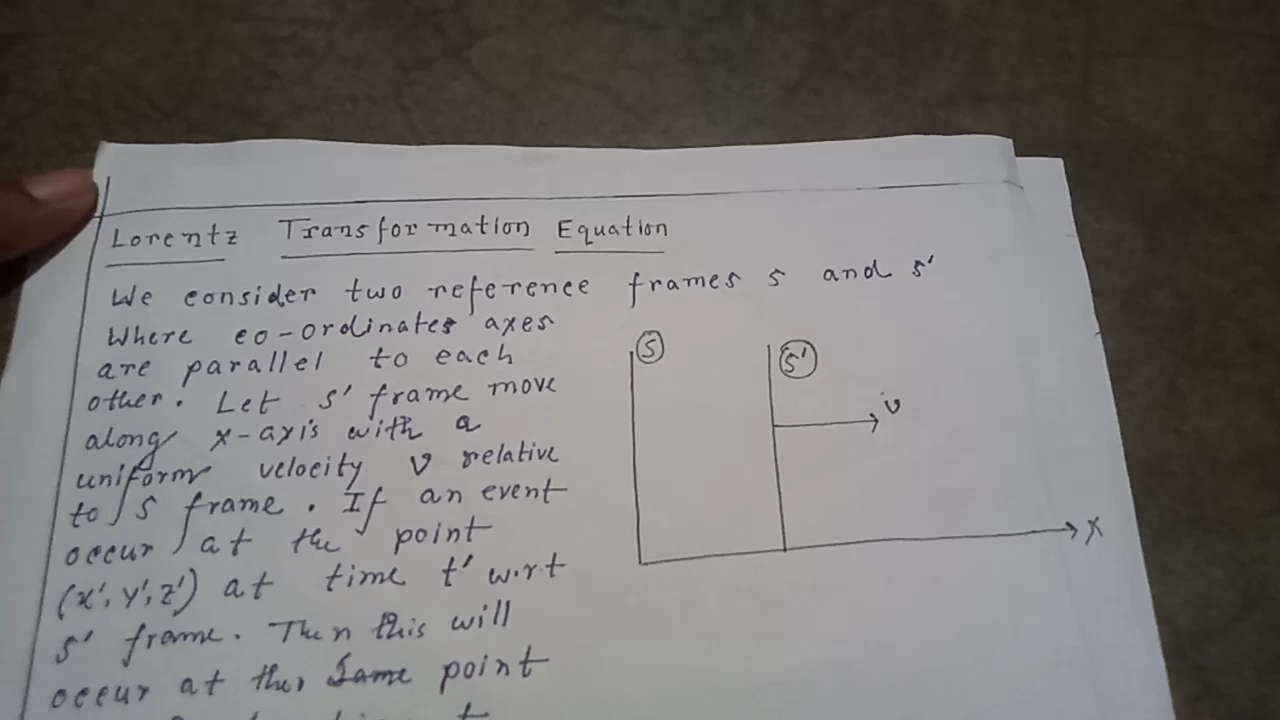 Lorentz Transformation Equation
We consider two reference frames s and s'
Where co-ordinates axes
are parallel to each
other. Let s' frame move
along x-axis with a
uniform velocity v relative
to S frame. If an event
occur at the point
(x', y', z') at time t' w.r.t
s' frame. Then this will
occur at the same point
t
S
S'
v
X